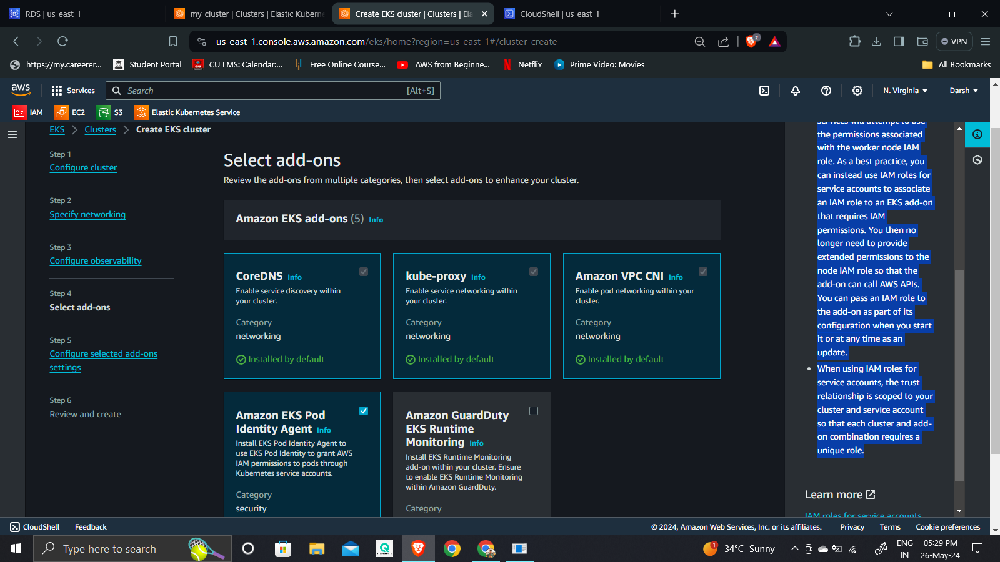 RDS | us-east-1
my-cluster | Clusters | Elastic Kuberne
Create EKS cluster | Clusters | Ela
CloudShell | us-east-1
us-east-1.console.aws.amazon.com/eks/home?region=us-east-1#/cluster-create
2
VPN
https://my.careerer...
Student Portal
CU LMS: Calendar:...
Free Online Course...
AWS from Beginne...
Netflix
Prime Video: Movies
All Bookmarks
aws
Services
Search
[Alt+S]
N. Virginia
Darsh
IAM
EC2
S3
Elastic Kubernetes Service
EKS
Clusters
Create EKS cluster
Step 1
Configure cluster
Step 2
Specify networking
Step 3
Configure observability
Step 4
Select add-ons
Step 5
Configure selected add-ons
settings
Step 6
Review and create
Select add-ons
Review the add-ons from multiple categories, then select add-ons to enhance your cluster.
Amazon EKS add-ons (5) Info
CoreDNS Info
Enable service discovery within
your cluster.
Category
networking
Installed by default
kube-proxy Info
Enable service networking within
your cluster.
Category
networking
Installed by default
Amazon VPC CNI Info
Enable pod networking within your
cluster.
Category
networking
Installed by default
Amazon EKS Pod
Identity Agent Info
Install EKS Pod Identity Agent to
use EKS Pod Identity to grant AWS
IAM permissions to pods through
Kubernetes service accounts.
Category
security
Amazon GuardDuty
EKS Runtime
Monitoring Info
Install EKS Runtime Monitoring
add-on within your cluster. Ensure
to enable EKS Runtime Monitoring
within Amazon GuardDuty.
Category
services will attempt to use
the permissions associated
with the worker node IAM
role. As a best practice, you
can instead use IAM roles for
service accounts to associate
an IAM role to an EKS add-on
that requires IAM
permissions. You then no
longer need to provide
extended permissions to the
node IAM role so that the
add-on can call AWS APIs.
You can pass an IAM role to
the add-on as part of its
configuration when you start
it or at any time as an
update.
• When using IAM roles for
service accounts, the trust
relationship is scoped to your
cluster and service account
so that each cluster and add-
on combination requires a
unique role.
Learn more
IAM roles for service accounts
CloudShell
Feedback
© 2024, Amazon Web Services, Inc. or its affiliates.
Privacy
Terms
Cookie preferences
Type here to search
1
34°C Sunny
ENG
IN
05:29 PM
26-May-24